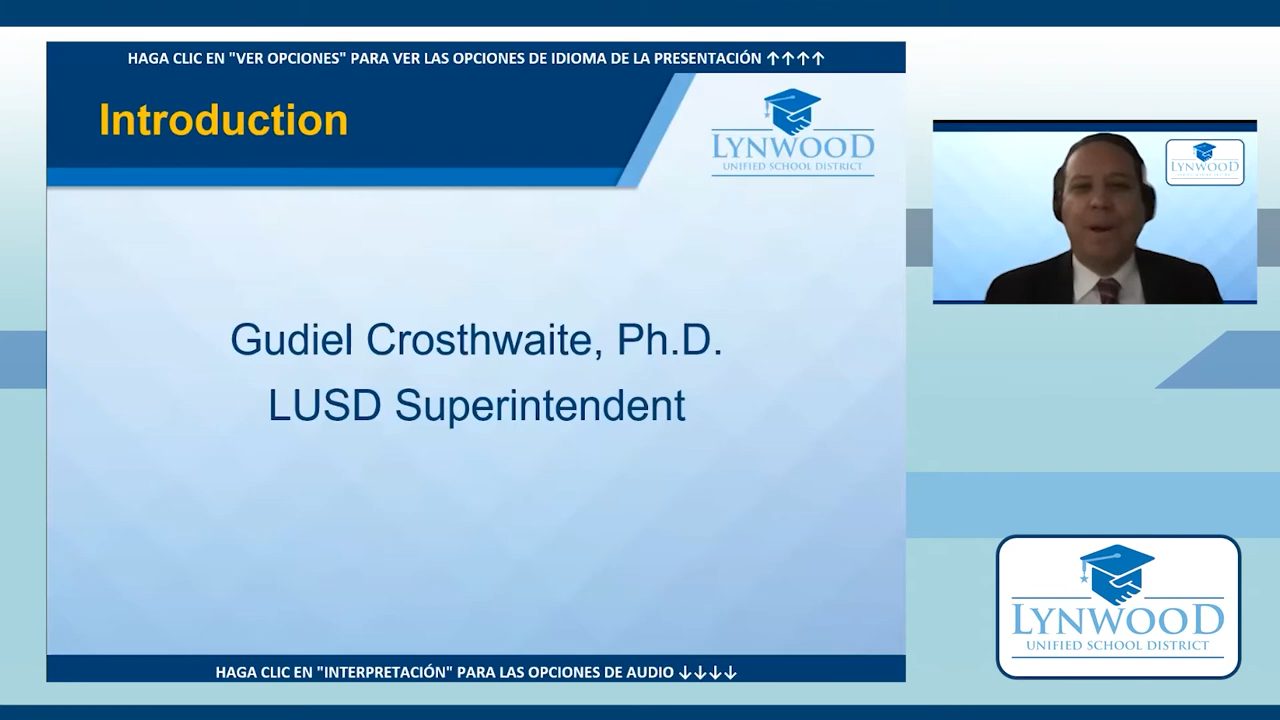 HAGA CLIC EN "VER OPCIONES" PARA VER LAS OPCIONES DE IDIOMA DE LA PRESENTACIÓN ↑↑↑↑
Introduction
LYNWOOD
UNIFIED SCHOOL DISTRICT
LYNWOOD
Gudiel Crosthwaite, Ph.D.
LUSD Superintendent
LYNWOOD
UNIFIED SCHOOL DISTRICT
HAGA CLIC EN "INTERPRETACIÓN" PARA LAS OPCIONES DE AUDIO ↓↓↓↓